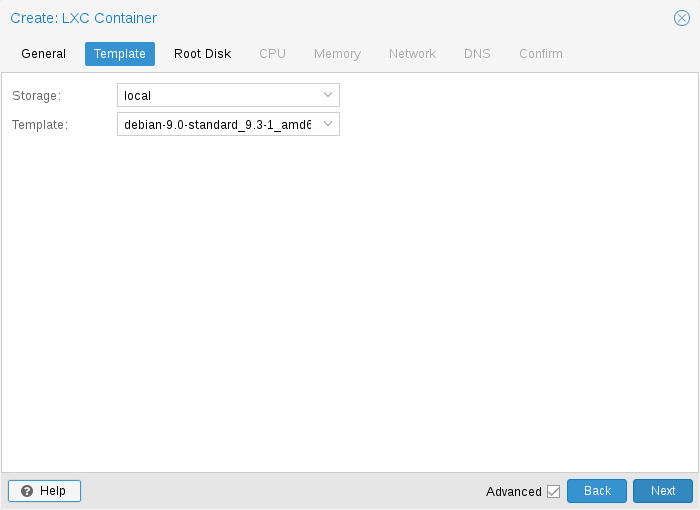 Create: LXC Container
General Template Root Disk CPU Memory Network DNS Confirm
Storage: local
Template: debian-9.0-standard_9.3-1_amd6
Help Advanced Back Next